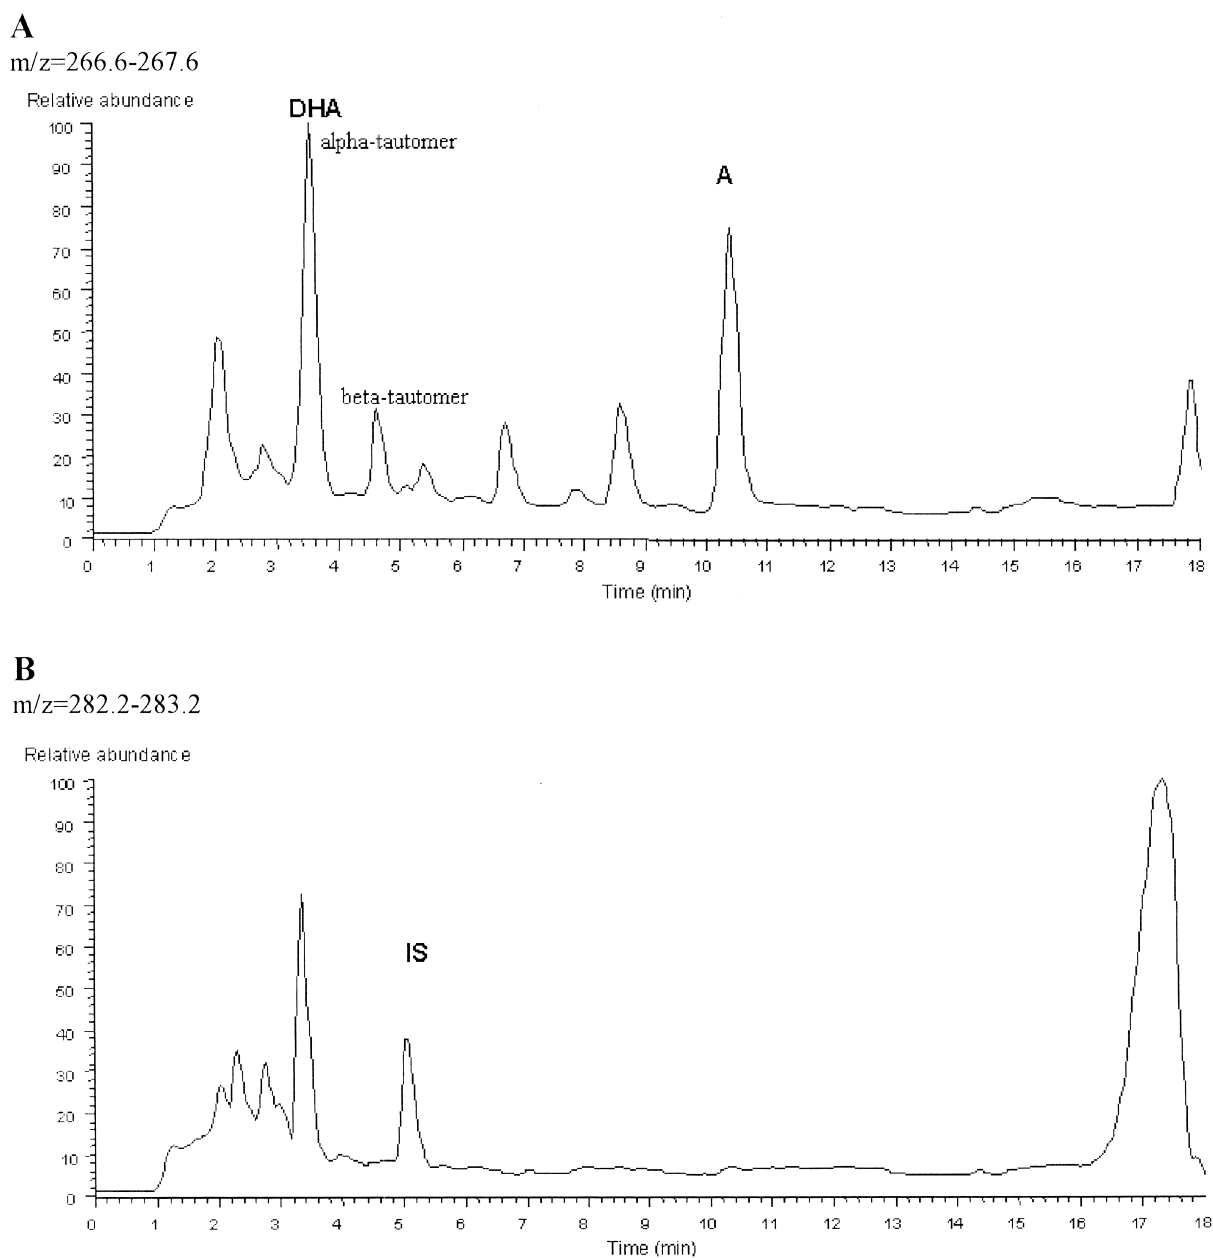 A
m/z=266.6-267.6
Relative abundance
DHA
alpha-tautomer
A
beta-tautomer
100
90
80
70
60
50
40
30
20
10
0
0 1 2 3 4 5 6 7 8 9 10 11 12 13 14 15 16 17 18
Time (min)
B
m/z=282.2-283.2
Relative abundance
IS
100
90
80
70
60
50
40
30
20
10
0
0 1 2 3 4 5 6 7 8 9 10 11 12 13 14 15 16 17 18
Time (min)